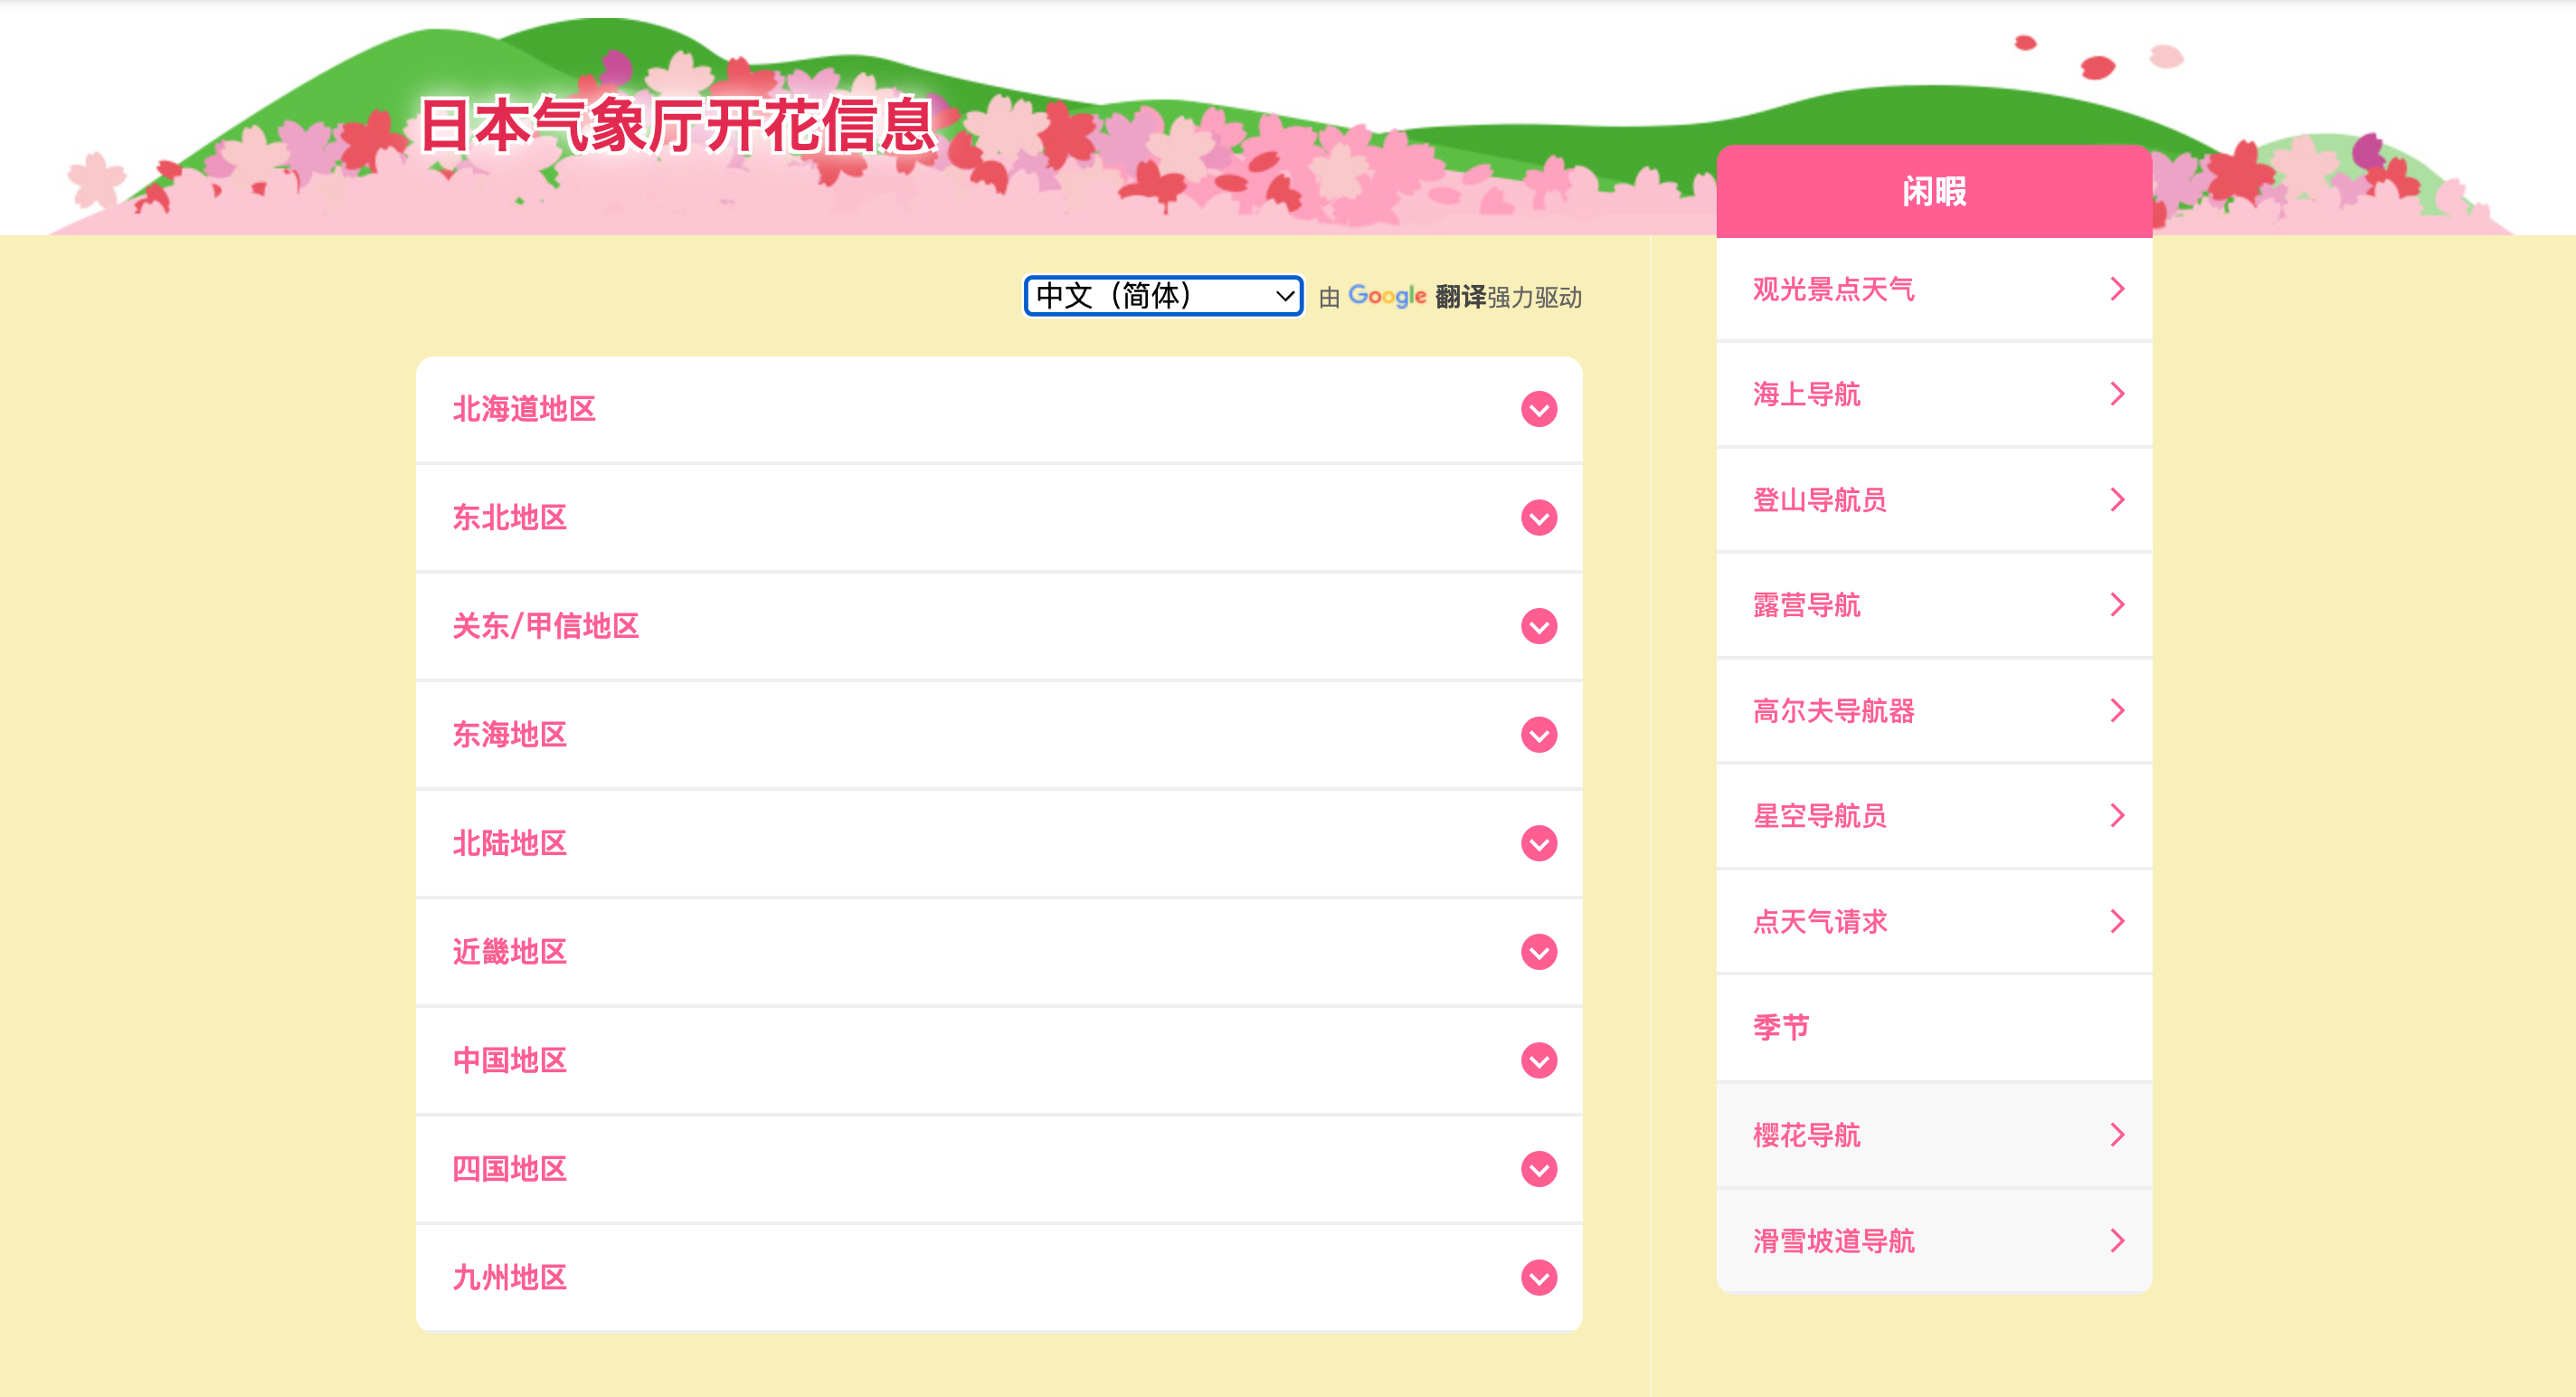 日本气象厅开花信息
中文（简体）
由 Google 翻译强力驱动
北海道地区
东北地区
关东/甲信地区
东海地区
北陆地区
近畿地区
中国地区
四国地区
九州地区
闲暇
观光景点天气
海上导航
登山导航员
露营导航
高尔夫导航器
星空导航员
点天气请求
季节
樱花导航
滑雪坡道导航